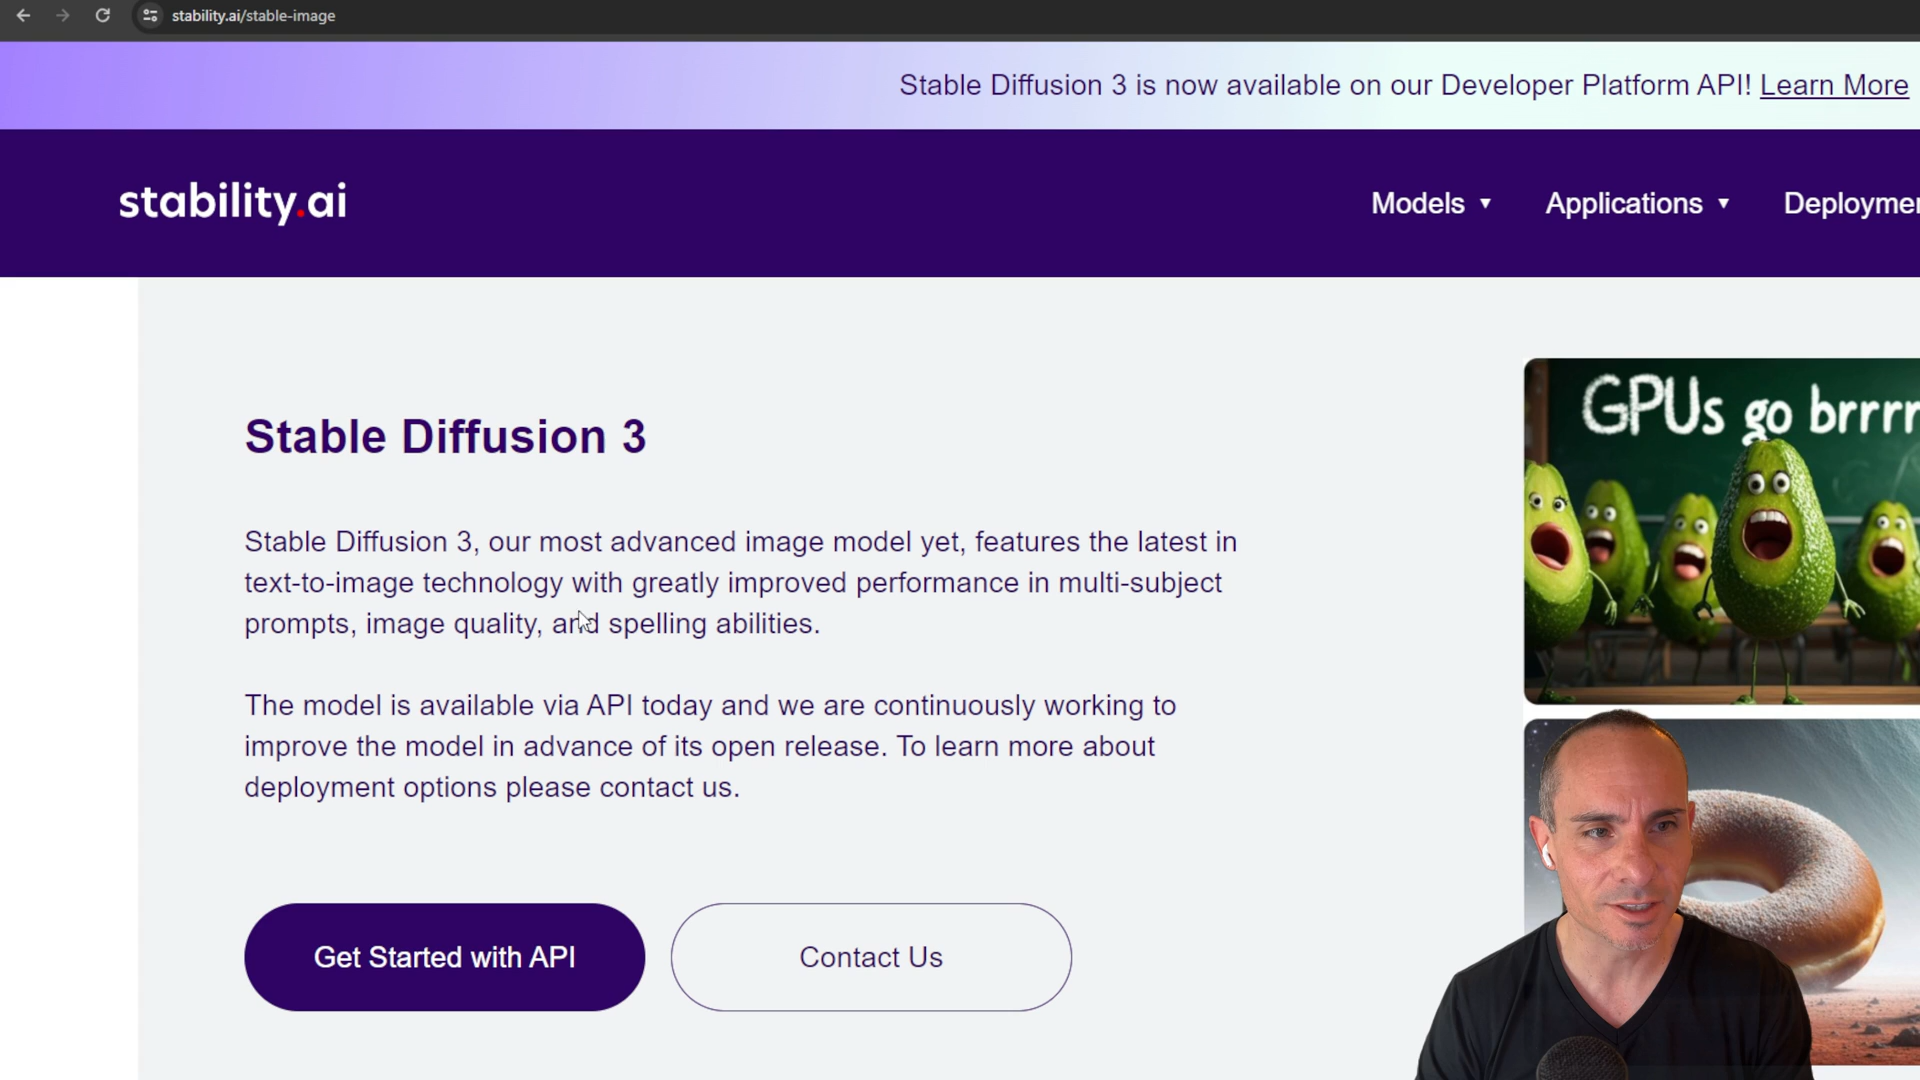 stability.ai/stable-image
Stable Diffusion 3 is now available on our Developer Platform API! Learn More
stability.ai
Models ▼ Applications ▼
Stable Diffusion 3
Stable Diffusion 3, our most advanced image model yet, features the latest in
text-to-image technology with greatly improved performance in multi-subject
prompts, image quality, and spelling abilities.
The model is available via API today and we are continuously working to
improve the model in advance of its open release. To learn more about
deployment options please contact us.
Get Started with API
Contact Us
GPUs go brrrr